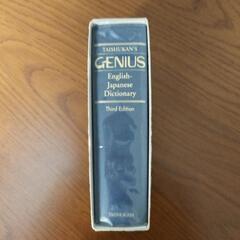 TAISHUKAN'S
GENIUS
English-
Japanese
Dictionary
Third Edition
TAISHUKAN